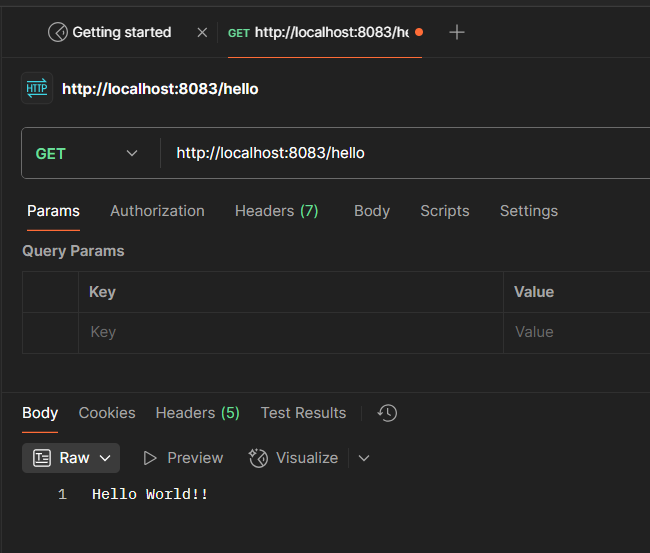 Getting started
GET http://localhost:8083/he
HTTP http://localhost:8083/hello
GET http://localhost:8083/hello
Params Authorization Headers (7) Body Scripts Settings
Query Params
Key Value
Key Value
Body Cookies Headers (5) Test Results
Raw Preview Visualize
1 Hello World!!